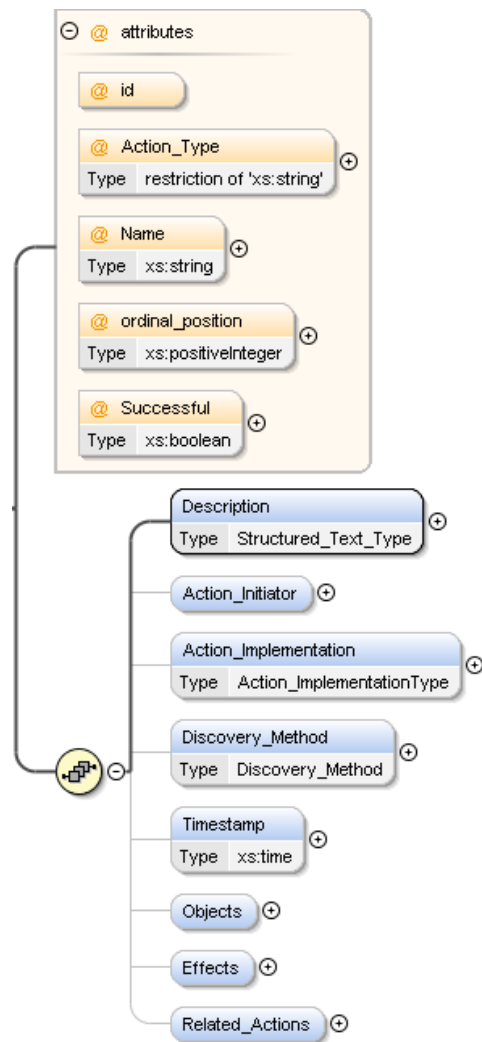 @ attributes
@ id
@ Action_Type
Type restriction of 'xs:string'
@ Name
Type xs:string
@ ordinal_position
Type xs:positiveInteger
@ Successful
Type xs:boolean
Description
Type Structured_Text_Type
Action_Initiator
Action_Implementation
Type Action_ImplementationType
Discovery_Method
Type Discovery_Method
Timestamp
Type xs:time
Objects
Effects
Related_Actions